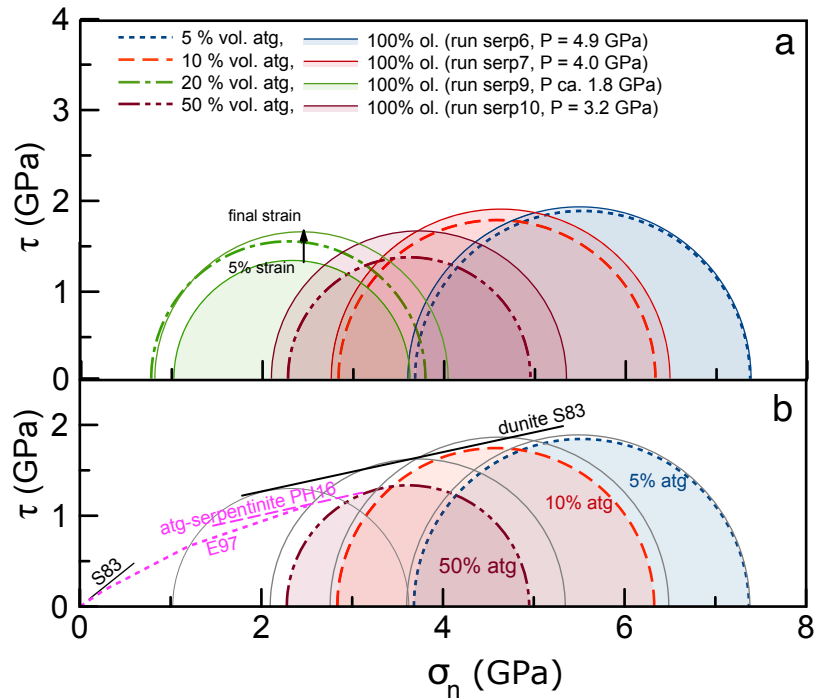 4
3
2
1
0
τ (GPa)
a
5 % vol. atg, 100% ol. (run serp6, P = 4.9 GPa)
10 % vol. atg, 100% ol. (run serp7, P = 4.0 GPa)
20 % vol. atg, 100% ol. (run serp9, P ca. 1.8 GPa)
50 % vol. atg, 100% ol. (run serp10, P = 3.2 GPa)
final strain
5% strain
2
1
0
τ (GPa)
b
dunite S83
atg-serpentinite PH16
E97
S83
5% atg
10% atg
50% atg
0 2 4 6 8
σn (GPa)